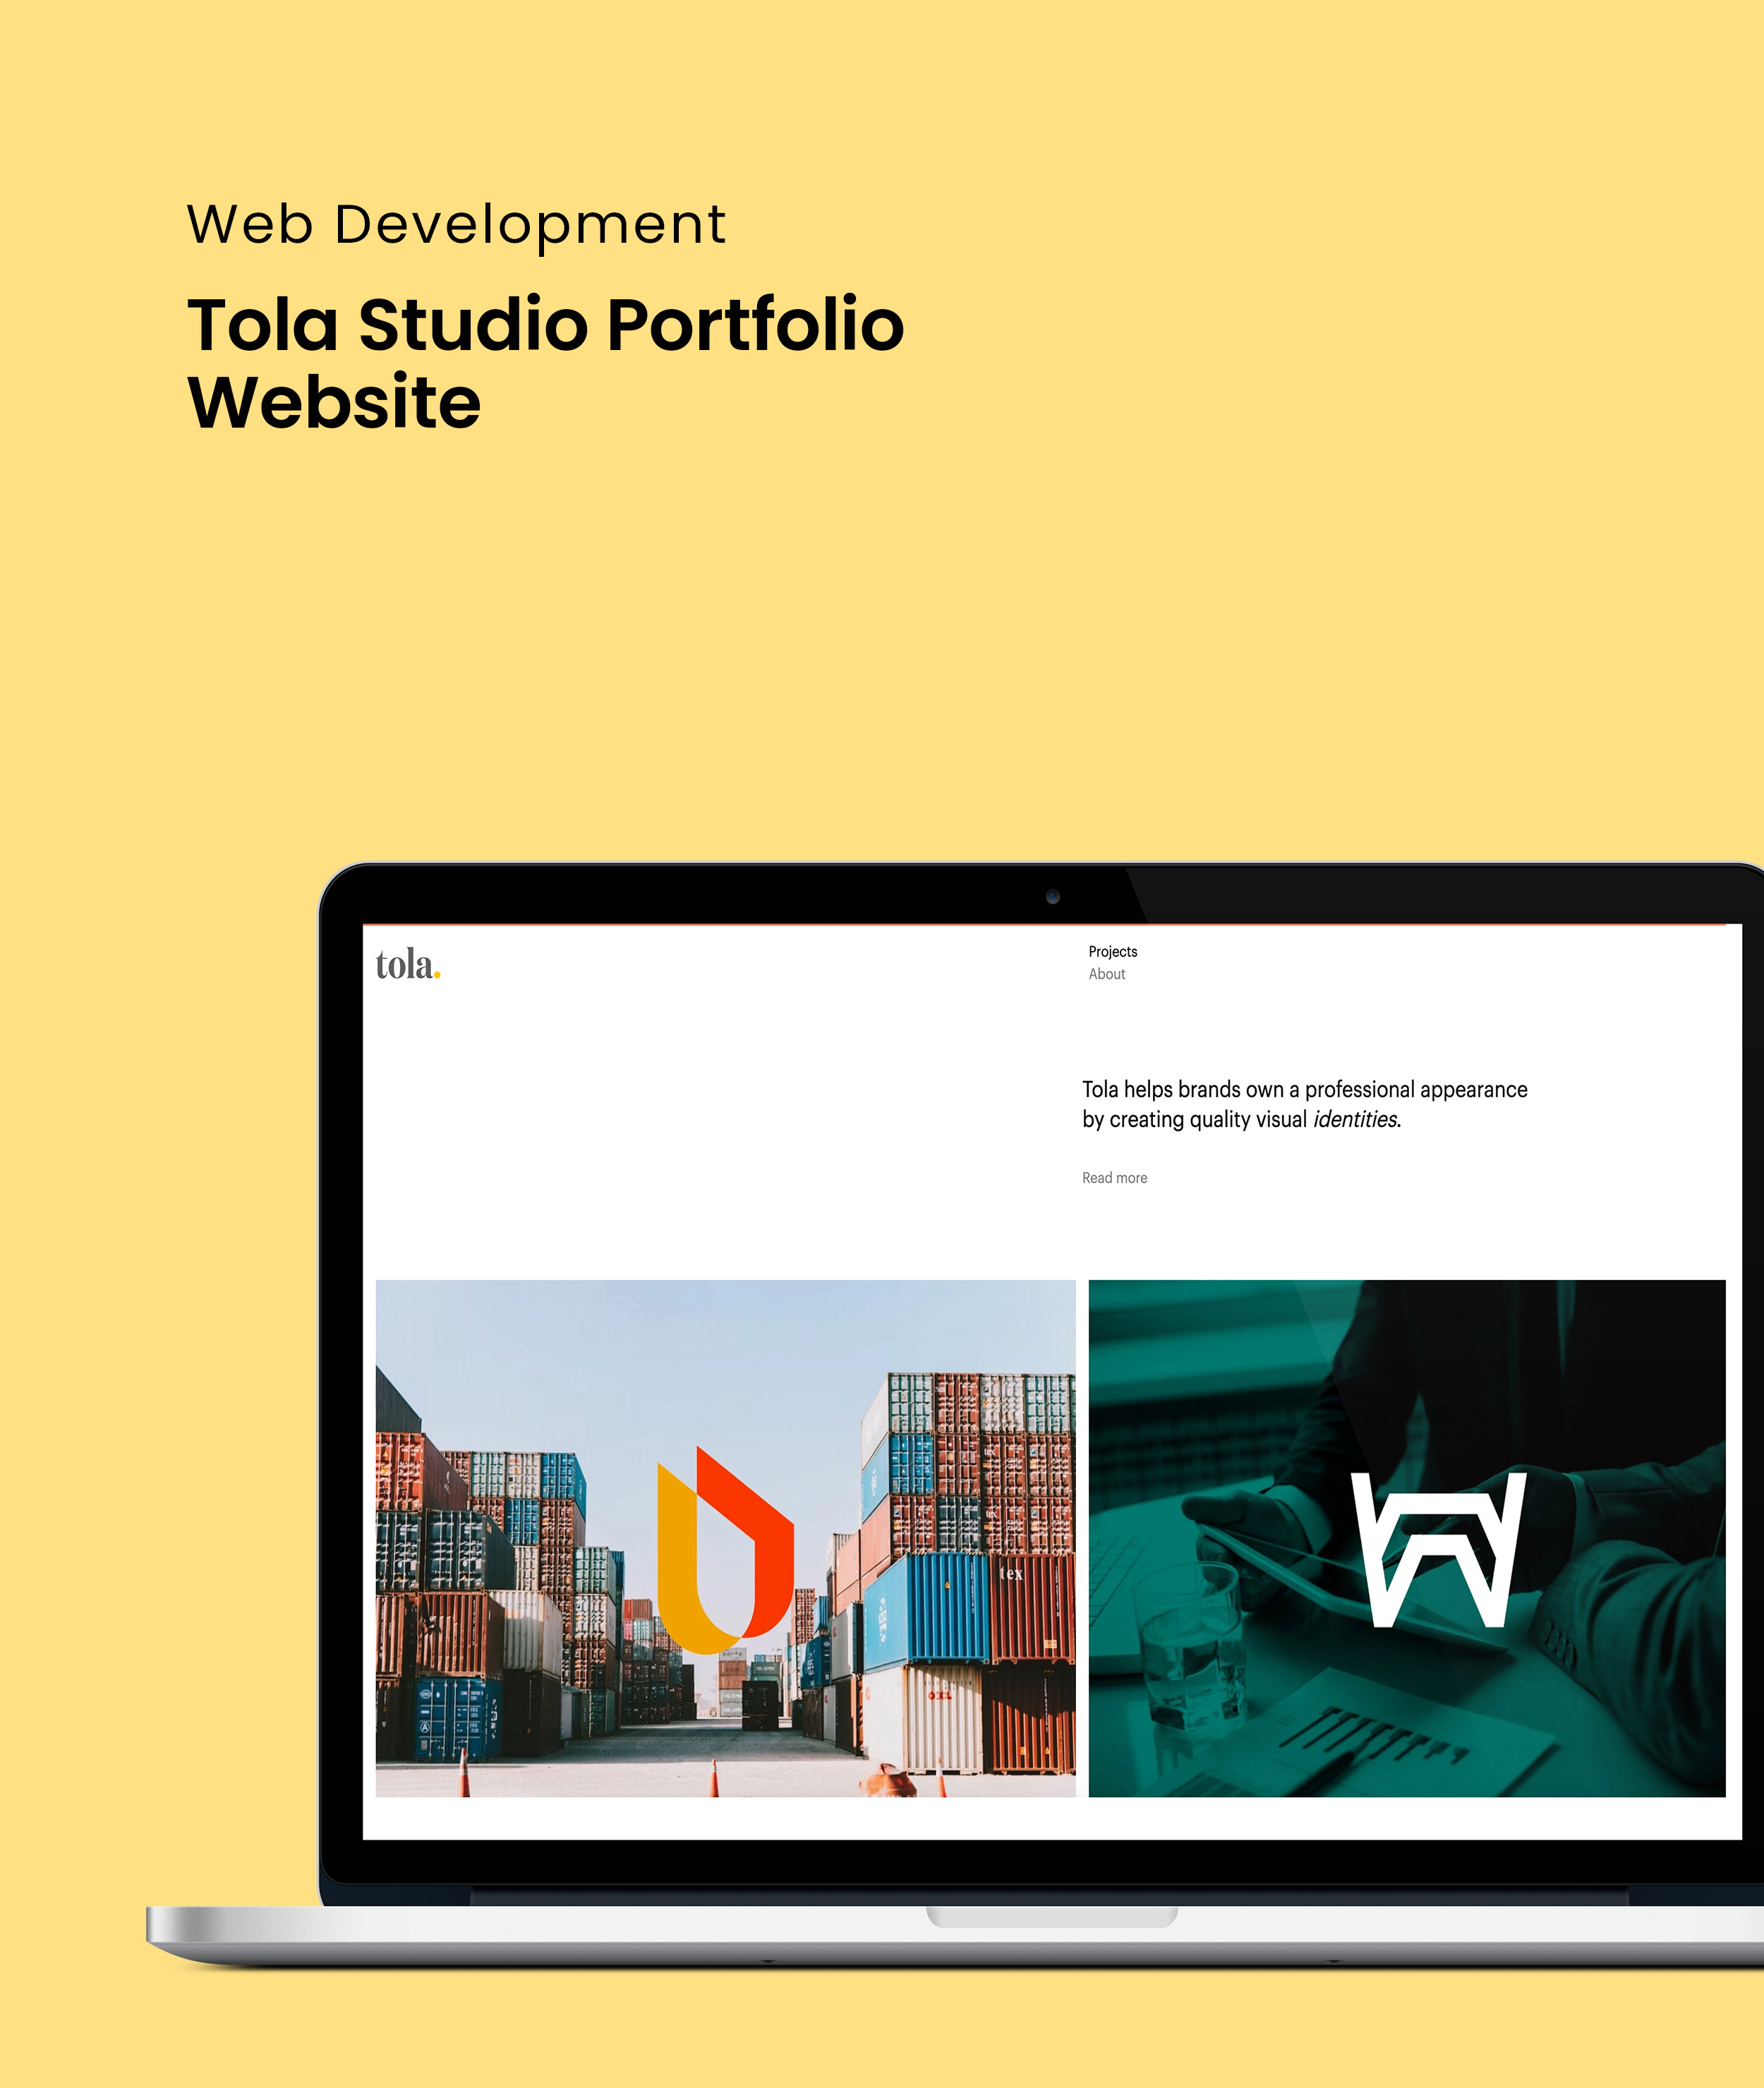 Web Development
Tola Studio Portfolio
Website
tola.
Projects
About
Tola helps brands own a professional appearance
by creating quality visual identities.
Read more
tex